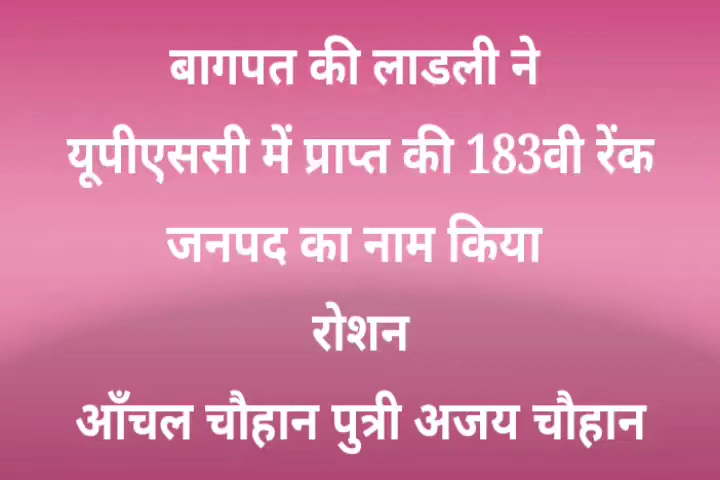 बागपत की लाडली ने
यूपीएससी में प्राप्त की 183वी रेंक
जनपद का नाम किया
रोशन
आँचल चौहान पुत्री अजय चौहान